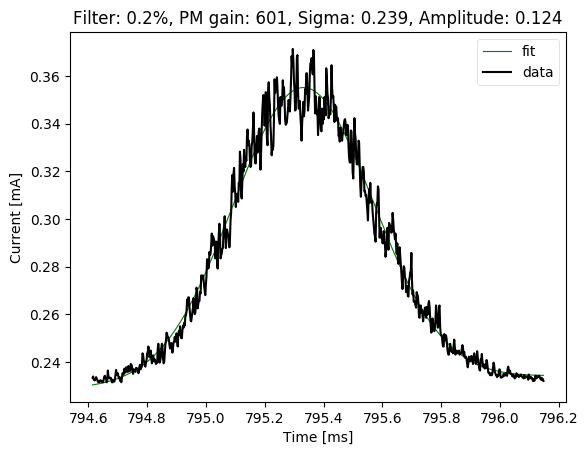 Filter: 0.2%, PM gain: 601, Sigma: 0.239, Amplitude: 0.124
fit
data
0.36
0.34
0.32
0.30
0.28
0.26
0.24
Current [mA]
794.6 794.8 795.0 795.2 795.4 795.6 795.8 796.0 796.2
Time [ms]